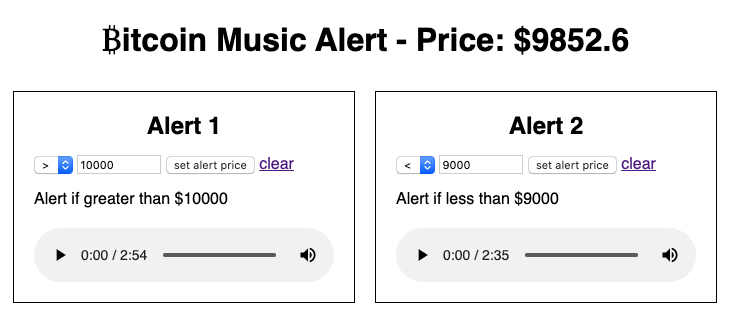 ₿itcoin Music Alert - Price: $9852.6
Alert 1
> 10000 set alert price clear
Alert if greater than $10000
0:00 / 2:54
Alert 2
< 9000 set alert price clear
Alert if less than $9000
0:00 / 2:35